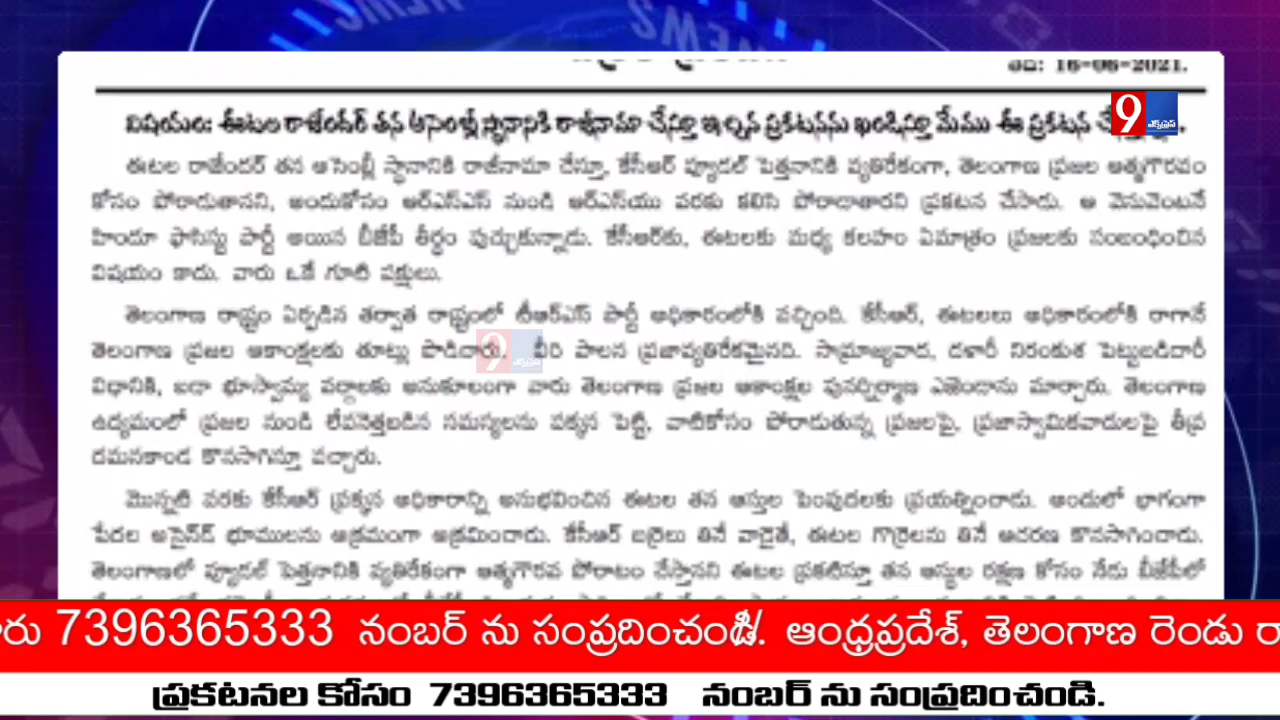 తేది: 16-06-2021.
9
ఎక్స్‌ప్రెస్
విషయం: ఈటల రాజేందర్ తన అసెంబ్లీ స్థానానికి రాజీనామా చేస్తూ ఇచ్చిన ప్రకటనను ఖండిస్తూ మేము ఈ ప్రకటన
ఈటల రాజేందర్ తన అసెంబ్లీ స్థానానికి రాజీనామా చేస్తూ, కేసీఆర్ ఫ్యూడల్ పెత్తనానికి వ్యతిరేకంగా, తెలంగాణ ప్రజల ఆత్మగౌరవం
కోసం పోరాడుతానని, అందుకోసం ఆర్ఎస్ఎస్ నుండి ఆర్ఎస్‌యు వరకు కలిసి పోరాడాతారని ప్రకటన చేసాడు. ఆ వెనువెంటనే
హిందూ ఫాసిస్టు పార్టీ అయిన బీజేపీ తీర్థం పుచ్చుకున్నాడు. కేసీఆర్‌కు, ఈటలకు మధ్య కలహం ఏమాత్రం ప్రజలకు సంబంధించిన
విషయం కాదు. వారు ఒకే గూటి పక్షులు.
తెలంగాణ రాష్ట్రం ఏర్పడిన తర్వాత రాష్ట్రంలో టీఆర్ఎస్ పార్టీ అధికారంలోకి వచ్చింది. కేసీఆర్, ఈటలలు అధికారంలోకి రాగానే
తెలంగాణ ప్రజల ఆకాంక్షలకు తూట్లు పొడిచారు. వీరి పాలన ప్రజావ్యతిరేకమైనది. సామ్రాజ్యవాద, దళారీ నిరంకుశ పెట్టుబడిదారీ
విధానికి, బడా భూస్వామ్య వర్గాలకు అనుకూలంగా వారు తెలంగాణ ప్రజల ఆకాంక్షల పునర్నిర్మాణ ఎజెండాను మార్చారు. తెలంగాణ
ఉద్యమంలో ప్రజల నుండి లేవనెత్తబడిన సమస్యలను పక్కన పెట్టి, వాటికోసం పోరాడుతున్న ప్రజలపై, ప్రజాస్వామికవాదులపై తీవ్ర
దమనకాండ కొనసాగిస్తూ వచ్చారు.
మొన్నటి వరకు కేసీఆర్ ప్రక్కన అధికారాన్ని అనుభవించిన ఈటల తన ఆస్తుల పెంపుదలకు ప్రయత్నించాడు. అందులో భాగంగా
పేదల అసైన్డ్ భూములను అక్రమంగా ఆక్రమించాడు. కేసీఆర్ బర్రెలు తినే వాడైతే, ఈటల గొర్రెలను తినే ఆచరణ కొనసాగించాడు.
తెలంగాణలో ఫ్యూడల్ పెత్తనానికి వ్యతిరేకంగా ఆత్మగౌరవ పోరాటం చేస్తానని ఈటల ప్రకటిస్తూ తన ఆస్తుల రక్షణ కోసం నేడు బీజేపీలో
7396365333 నంబర్ ను సంప్రదించండి. ఆంధ్రప్రదేశ్, తెలంగాణ రెండు
ప్రకటనల కోసం 7396365333 నంబర్ ను సంప్రదించండి.